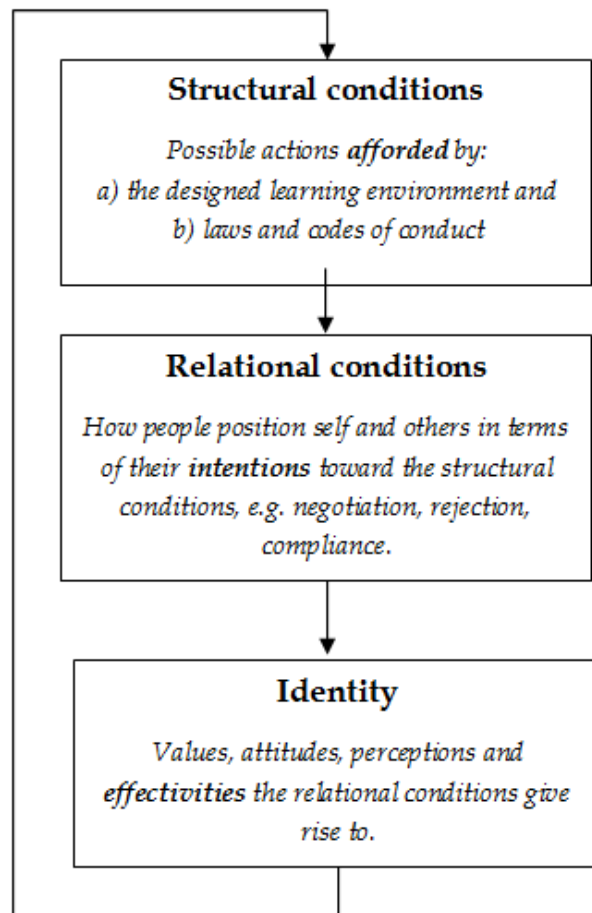 Structural conditions
Possible actions afforded by:
a) the designed learning environment and
b) laws and codes of conduct
Relational conditions
How people position self and others in terms
of their intentions toward the structural
conditions, e.g. negotiation, rejection,
compliance.
Identity
Values, attitudes, perceptions and
effectivities the relational conditions give
rise to.